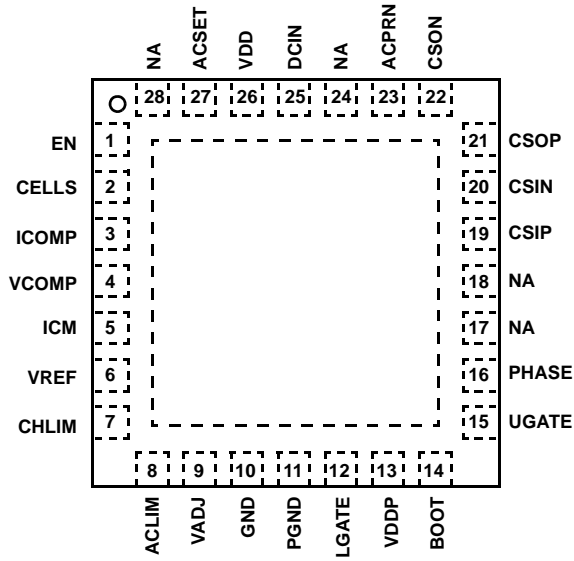 NA ACSET VDD DCIN NA ACPRN CSON
28 27 26 25 24 23 22
EN 1
CELLS 2
ICOMP 3
VCOMP 4
ICM 5
VREF 6
CHLIM 7
21 CSOP
20 CSIN
19 CSIP
18 NA
17 NA
16 PHASE
15 UGATE
8 9 10 11 12 13 14
ACLIM VADJ GND PGND LGATE VDDP BOOT